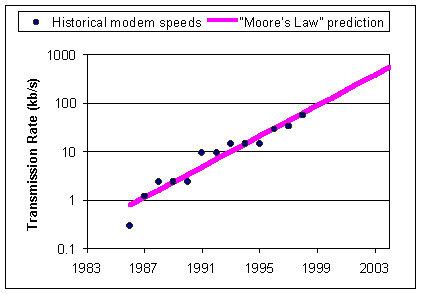 Historical modem speeds "Moore's Law" prediction
Transmission Rate (kb/s)
1000
100
10
1
0.1
1983 1987 1991 1995 1999 2003